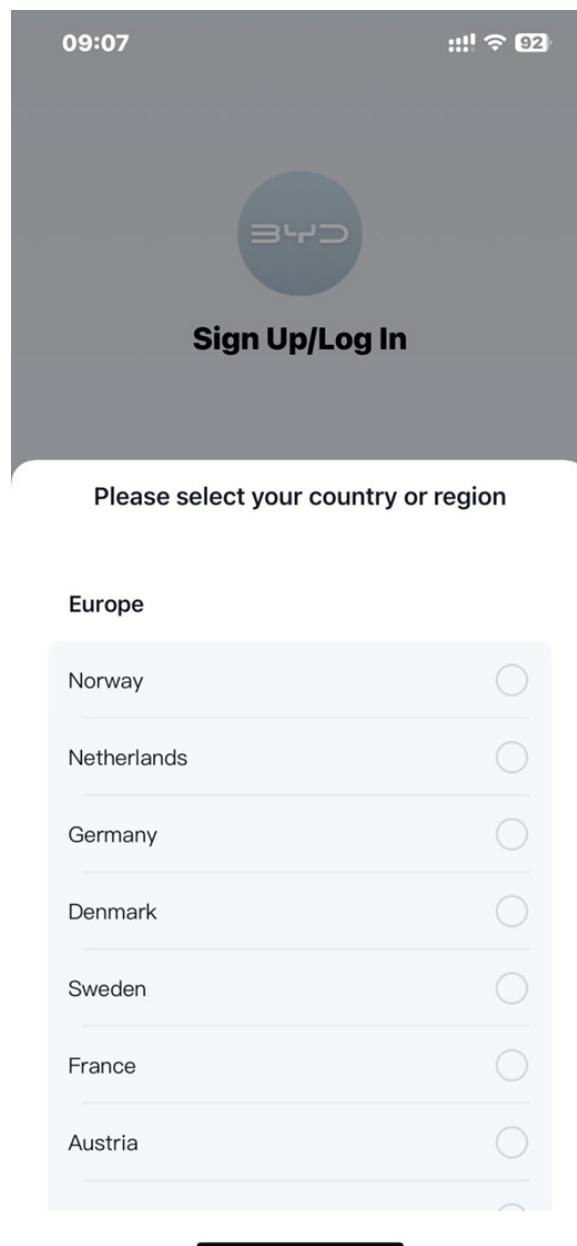 09:07
92
BYD
Sign Up/Log In
Please select your country or region
Europe
Norway
Netherlands
Germany
Denmark
Sweden
France
Austria